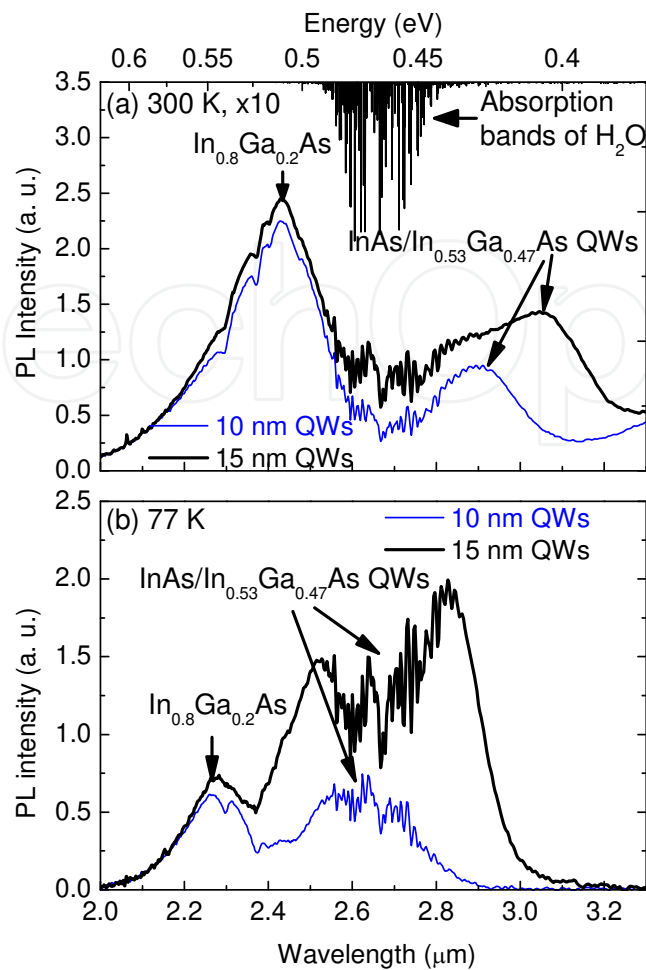 Energy (eV)
0.6 0.55 0.5 0.45 0.4
3.5
3.0
2.5
2.0
1.5
1.0
0.5
0.0
PL Intensity (a. u.)
(a) 300 K, x10
Absorption
bands of H₂O
In₀.₈Ga₀.₂As
InAs/In₀.₅₃Ga₀.₄₇As QWs
10 nm QWs
15 nm QWs
2.5
2.0
1.5
1.0
0.5
0.0
PL intensity (a. u.)
(b) 77 K
10 nm QWs
15 nm QWs
InAs/In₀.₅₃Ga₀.₄₇As QWs
In₀.₈Ga₀.₂As
2.0 2.2 2.4 2.6 2.8 3.0 3.2
Wavelength (μm)